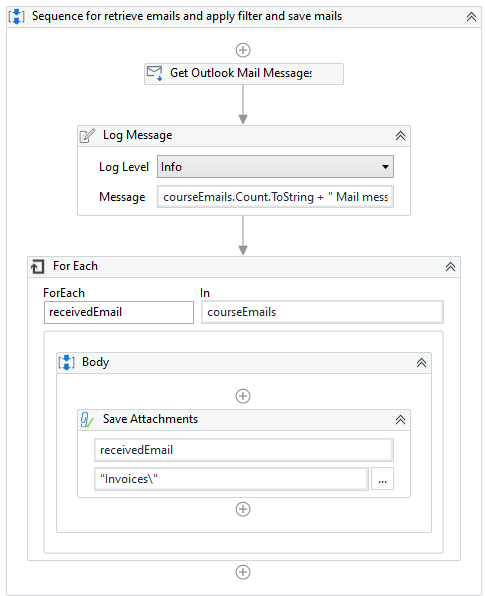 Sequence for retrieve emails and apply filter and save mails
Get Outlook Mail Messages
Log Message
Log Level Info
Message courseEmails.Count.ToString + " Mail mess
For Each
ForEach In
receivedEmail courseEmails
Body
Save Attachments
receivedEmail
"Invoices\" ...